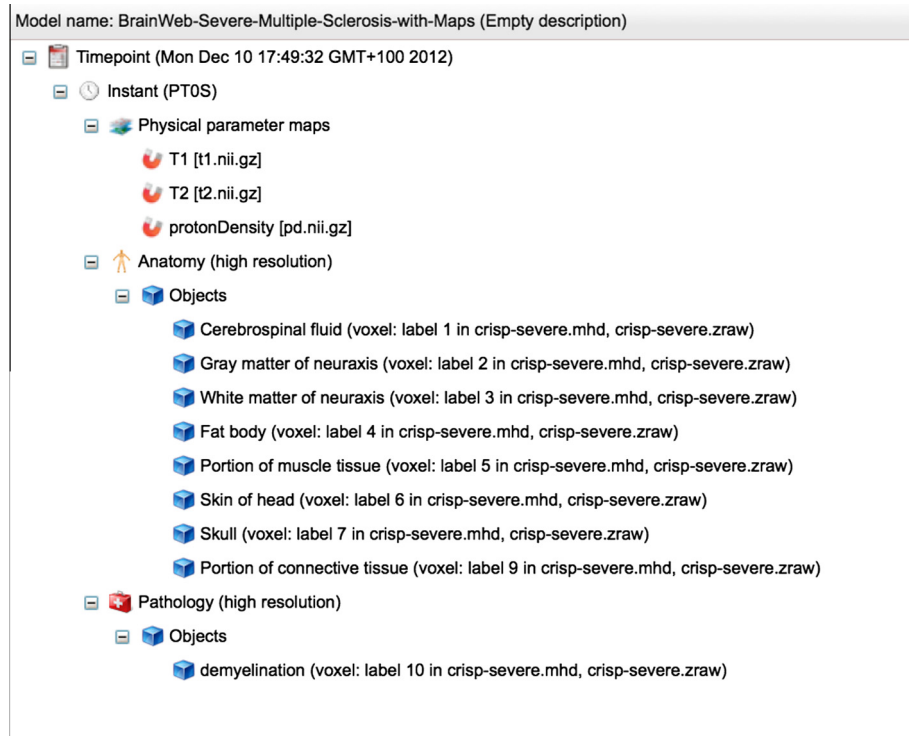 Model name: BrainWeb-Severe-Multiple-Sclerosis-with-Maps (Empty description)
Timepoint (Mon Dec 10 17:49:32 GMT+100 2012)
Instant (PT0S)
Physical parameter maps
T1 [t1.nii.gz]
T2 [t2.nii.gz]
protonDensity [pd.nii.gz]
Anatomy (high resolution)
Objects
Cerebrospinal fluid (voxel: label 1 in crisp-severe.mhd, crisp-severe.zraw)
Gray matter of neuraxis (voxel: label 2 in crisp-severe.mhd, crisp-severe.zraw)
White matter of neuraxis (voxel: label 3 in crisp-severe.mhd, crisp-severe.zraw)
Fat body (voxel: label 4 in crisp-severe.mhd, crisp-severe.zraw)
Portion of muscle tissue (voxel: label 5 in crisp-severe.mhd, crisp-severe.zraw)
Skin of head (voxel: label 6 in crisp-severe.mhd, crisp-severe.zraw)
Skull (voxel: label 7 in crisp-severe.mhd, crisp-severe.zraw)
Portion of connective tissue (voxel: label 9 in crisp-severe.mhd, crisp-severe.zraw)
Pathology (high resolution)
Objects
demyelination (voxel: label 10 in crisp-severe.mhd, crisp-severe.zraw)